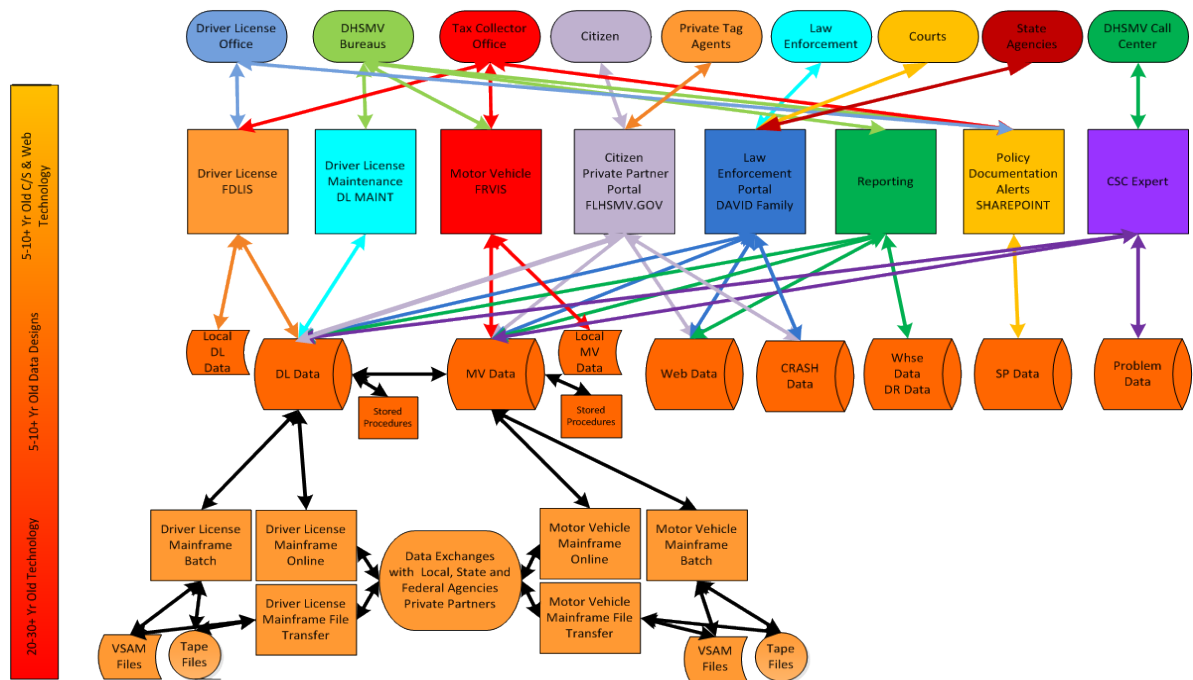 Driver License
Office
DHSMV
Bureaus
Tax Collector
Office
Citizen
Private Tag
Agents
Law
Enforcement
Courts
State
Agencies
DHSMV Call
Center
5-10+ Yr Old C/S & Web
Technology
Driver License
FDLIS
Driver License
Maintenance
DL MAINT
Motor Vehicle
FRVIS
Citizen
Private Partner
Portal
FLHSMV.GOV
Law
Enforcement
Portal
DAVID Family
Reporting
Policy
Documentation
Alerts
SHAREPOINT
CSC Expert
5-10+ Yr Old Data Designs
Local
DL
Data
DL Data
Stored
Procedures
MV Data
Local
MV
Data
Stored
Procedures
Web Data
CRASH
Data
Whse
Data
DR Data
SP Data
Problem
Data
20-30+ Yr Old Technology
Driver License
Mainframe
Batch
Driver License
Mainframe
Online
Data Exchanges
with Local, State and
Federal Agencies
Private Partners
Motor Vehicle
Mainframe
Online
Motor Vehicle
Mainframe
Batch
Driver License
Mainframe File
Transfer
Motor Vehicle
Mainframe File
Transfer
VSAM
Files
Tape
Files
VSAM
Files
Tape
Files